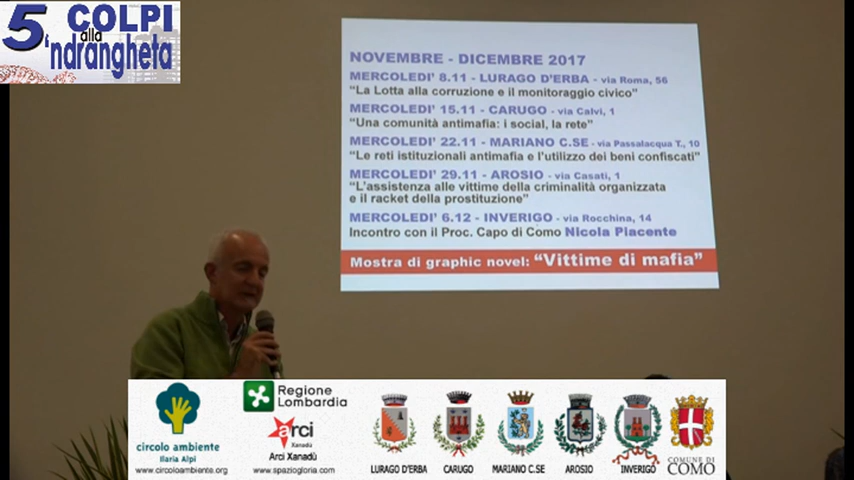 5 COLPI
alla
'ndrangheta
NOVEMBRE - DICEMBRE 2017
MERCOLEDI' 8.11 - LURAGO D'ERBA - via Roma, 56
"La Lotta alla corruzione e il monitoraggio civico"
MERCOLEDI' 15.11 - CARUGO - via Calvi, 1
"Una comunità antimafia: i social, la rete"
MERCOLEDI' 22.11 - MARIANO C.SE - via Passalacqua T., 10
"Le reti istituzionali antimafia e l'utilizzo dei beni confiscati"
MERCOLEDI' 29.11 - AROSIO - via Casati, 1
"L'assistenza alle vittime della criminalità organizzata
e il racket della prostituzione"
MERCOLEDI' 6.12 - INVERIGO - via Rocchina, 14
Incontro con il Proc. Capo di Como Nicola Piacente
Mostra di graphic novel: "Vittime di mafia"
circolo ambiente
Ilaria Alpi
www.circoloambiente.org
Regione
Lombardia
arci
Xanadù
Arci Xanadù
www.spaziogloria.com
LURAGO D'ERBA
CARUGO
MARIANO C.SE
AROSIO
INVERIGO
COMUNE DI
COMO